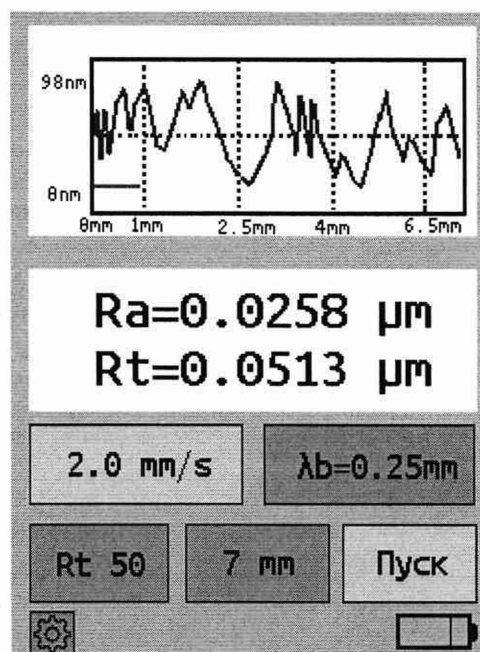 98nm
0nm
0mm 1mm 2.5mm 4mm 6.5mm
Ra=0.0258 µm
Rt=0.0513 µm
2.0 mm/s λb=0.25mm
Rt 50 7 mm Пуск